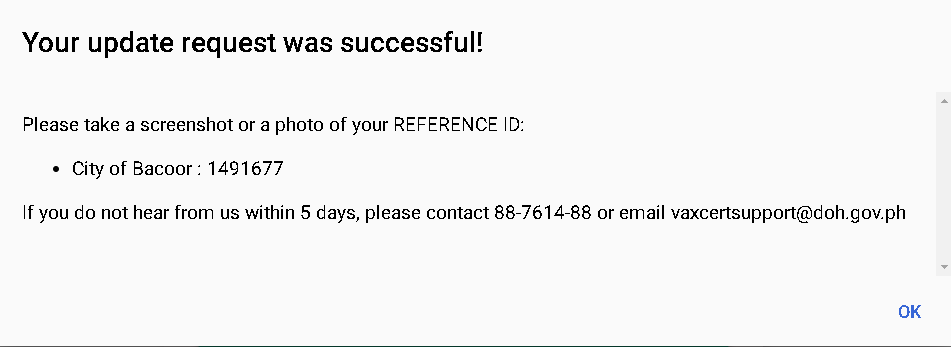 Your update request was successful!
Please take a screenshot or a photo of your REFERENCE ID:
• City of Bacoor : 1491677
If you do not hear from us within 5 days, please contact 88-7614-88 or email vaxcertsupport@doh.gov.ph
OK